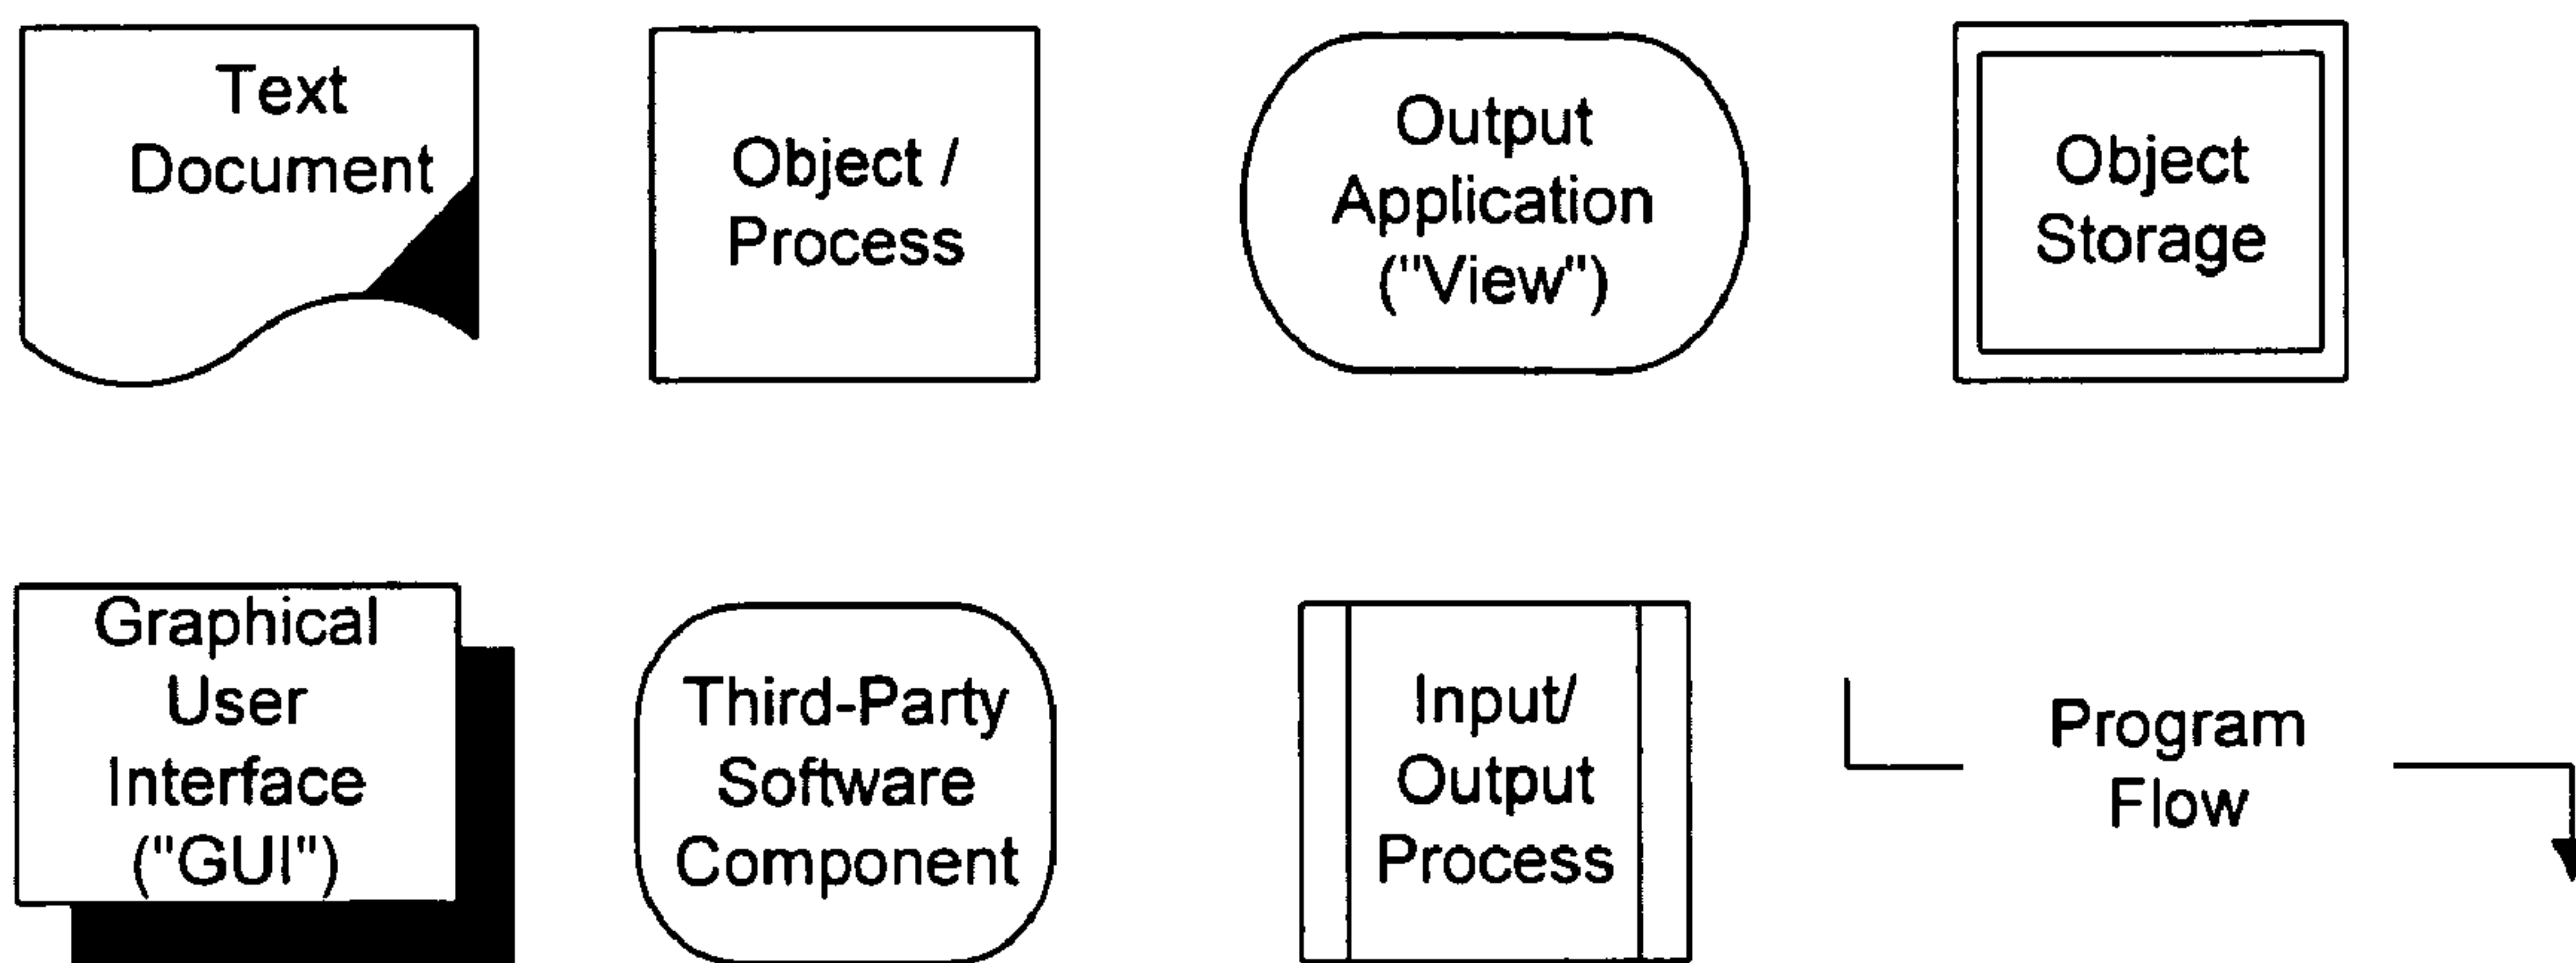 Text
Document
Object /
Process
Output
Application
("View")
Object
Storage
Graphical
User
Interface
("GUI")
Third-Party
Software
Component
Input/
Output
Process
Program
Flow